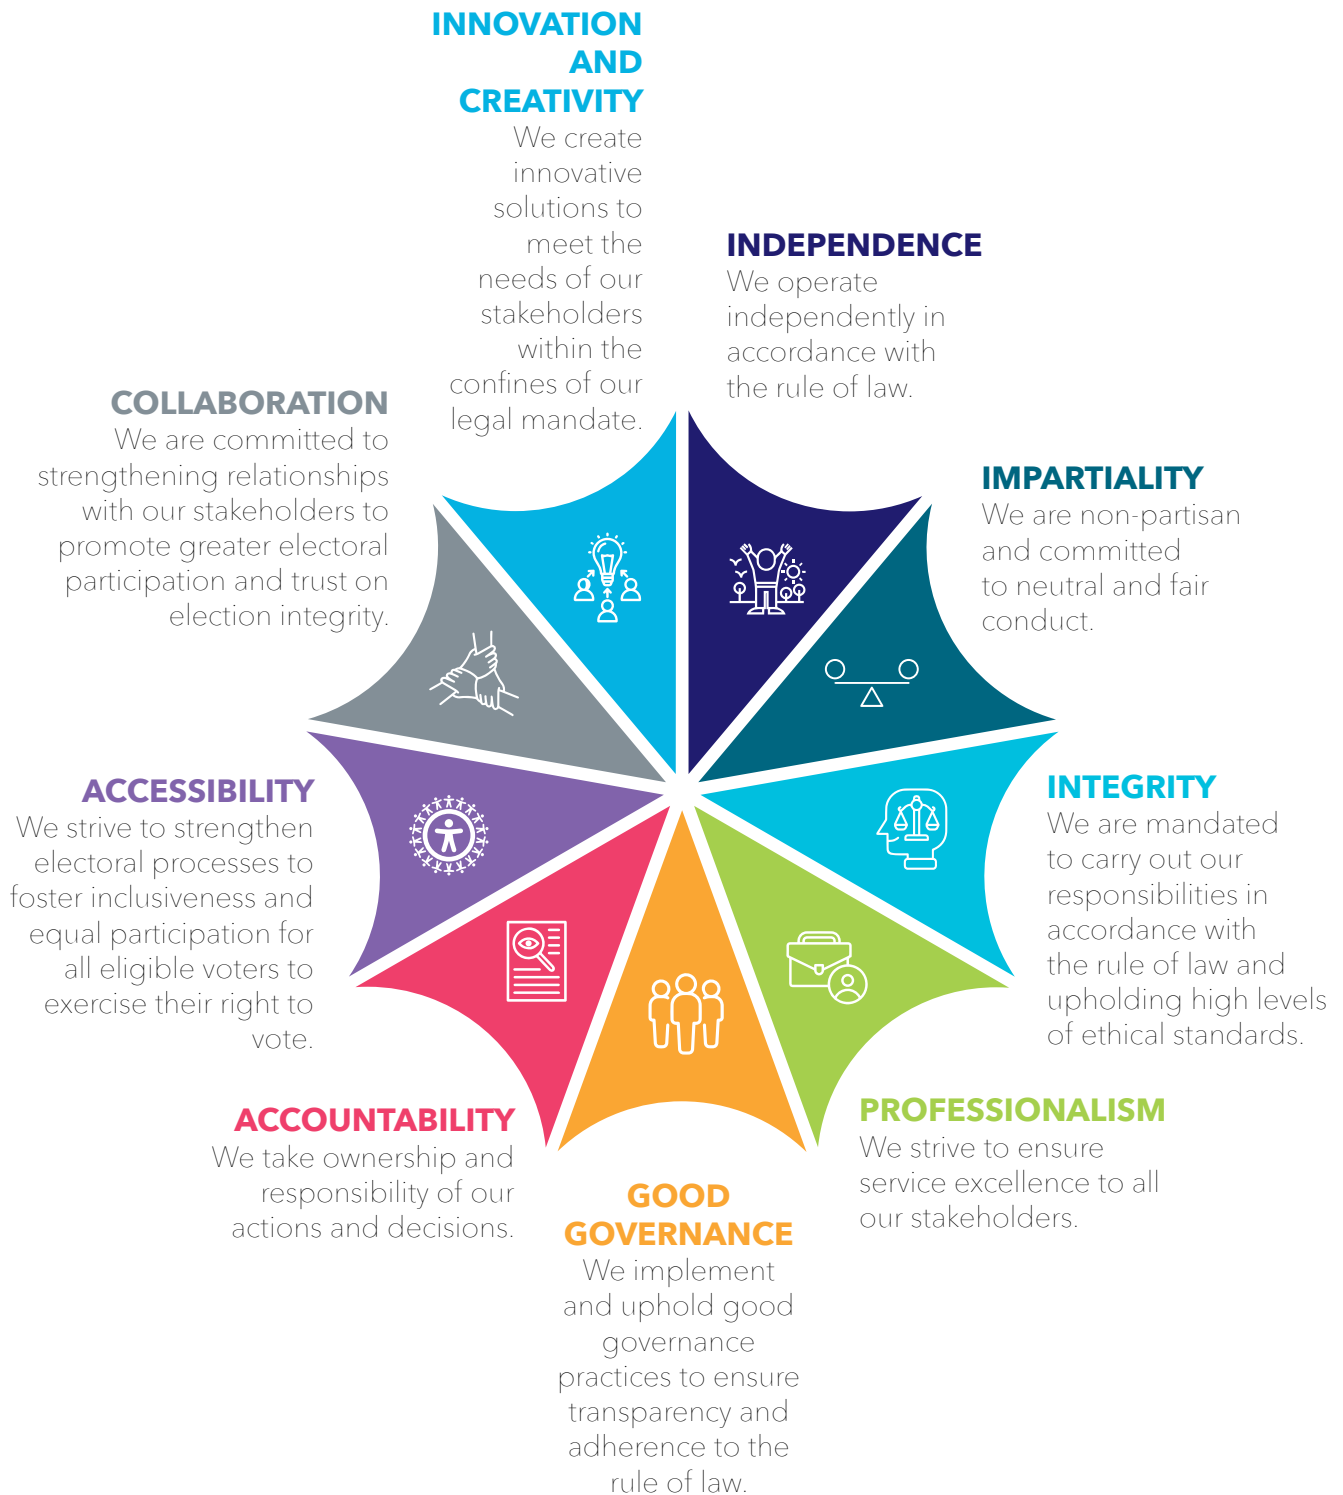 INNOVATION
AND
CREATIVITY
We create
innovative
solutions to
meet the
needs of our
stakeholders
within the
confines of our
legal mandate.
INDEPENDENCE
We operate
independently in
accordance with
the rule of law.
IMPARTIALITY
We are non-partisan
and committed
to neutral and fair
conduct.
INTEGRITY
We are mandated
to carry out our
responsibilities in
accordance with
the rule of law and
upholding high levels
of ethical standards.
PROFESSIONALISM
We strive to ensure
service excellence to all
our stakeholders.
GOOD
GOVERNANCE
We implement
and uphold good
governance
practices to ensure
transparency and
adherence to the
rule of law.
ACCOUNTABILITY
We take ownership and
responsibility of our
actions and decisions.
ACCESSIBILITY
We strive to strengthen
electoral processes to
foster inclusiveness and
equal participation for
all eligible voters to
exercise their right to
vote.
COLLABORATION
We are committed to
strengthening relationships
with our stakeholders to
promote greater electoral
participation and trust on
election integrity.